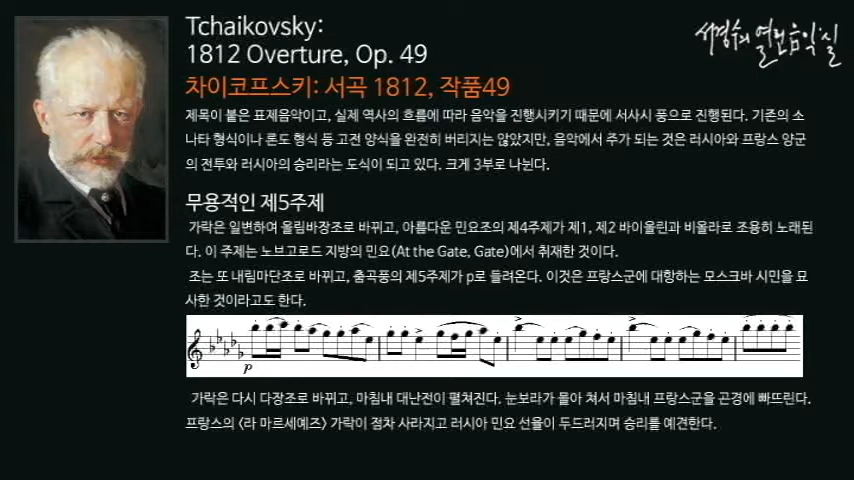 Tchaikovsky:
1812 Overture, Op. 49
서경수의 열린음악실
차이코프스키: 서곡 1812, 작품49
제목이 붙은 표제음악이고, 실제 역사의 흐름에 따라 음악을 진행시키기 때문에 서사시 풍으로 진행된다. 기존의 소
나타 형식이나 론도 형식 등 고전 양식을 완전히 버리지는 않았지만, 음악에서 주가 되는 것은 러시아와 프랑스 양군
의 전투와 러시아의 승리라는 도식이 되고 있다. 크게 3부로 나뉜다.
무용적인 제5주제
가락은 일변하여 올림바장조로 바뀌고, 아름다운 민요조의 제4주제가 제1, 제2 바이올린과 비올라로 조용히 노래된
다. 이 주제는 노브고로드 지방의 민요(At the Gate, Gate)에서 취재한 것이다.
조는 또 내림마단조로 바뀌고, 춤곡풍의 제5주제가 p로 들려온다. 이것은 프랑스군에 대항하는 모스크바 시민을 묘
사한 것이라고도 한다.
p
가락은 다시 다장조로 바뀌고, 마침내 대난전이 펼쳐진다. 눈보라가 돌아 쳐서 마침내 프랑스군을 곤경에 빠뜨린다.
프랑스의 <라 마르세예즈> 가락이 점차 사라지고 러시아 민요 선율이 두드러지며 승리를 예견한다.